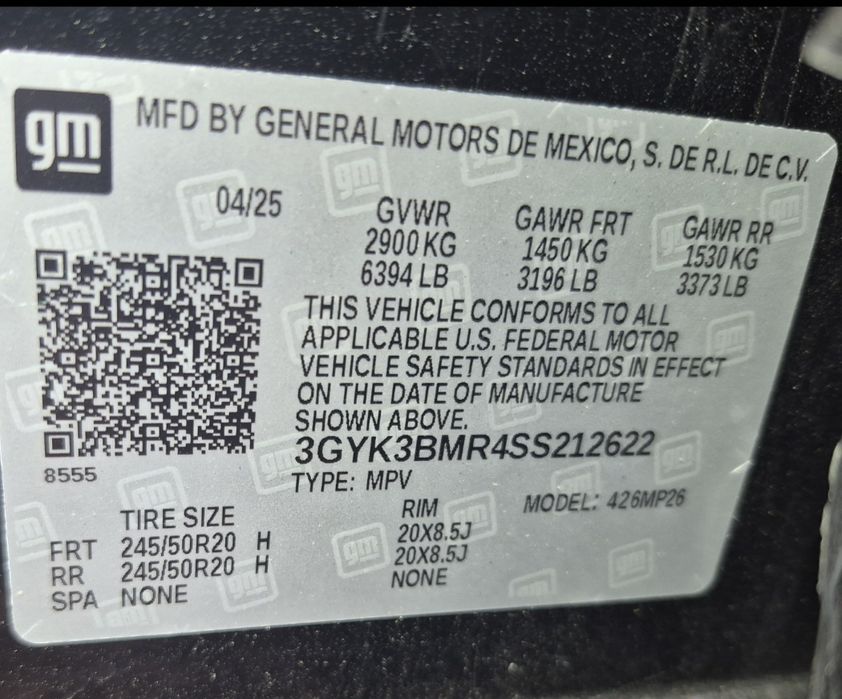 gm
MFD BY GENERAL MOTORS DE MEXICO, S. DE R.L. DE C.V.
04/25
GVWR GAWR FRT GAWR RR
2900 KG 1450 KG 1530 KG
6394 LB 3196 LB 3373 LB
THIS VEHICLE CONFORMS TO ALL
APPLICABLE U.S. FEDERAL MOTOR
VEHICLE SAFETY STANDARDS IN EFFECT
ON THE DATE OF MANUFACTURE
SHOWN ABOVE.
3GYK3BMR4SS212622
8555
TYPE: MPV MODEL: 426MP26
TIRE SIZE RIM
FRT 245/50R20 H 20X8.5J
RR 245/50R20 H 20X8.5J
SPA NONE NONE